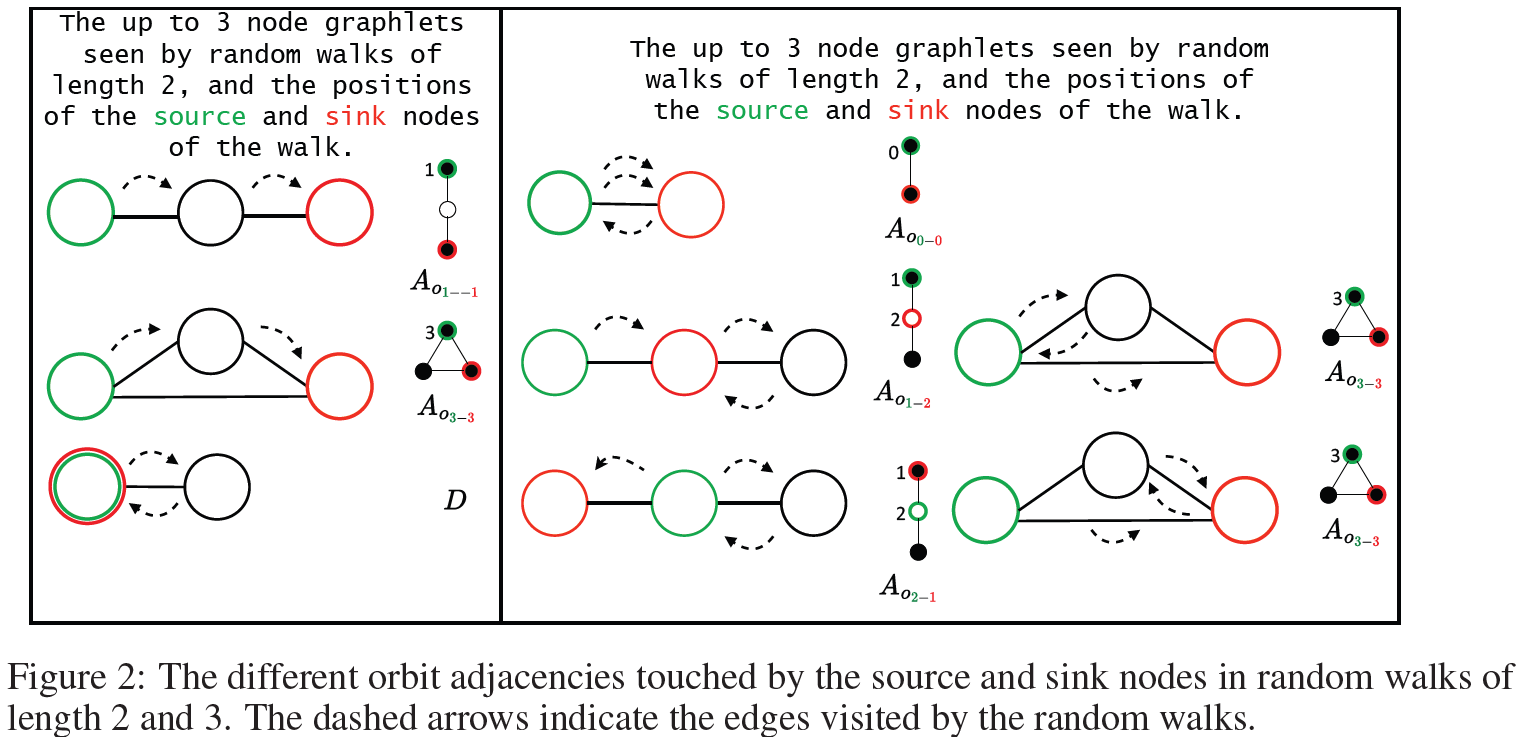 The up to 3 node graphlets
seen by random walks of
length 2, and the positions
of the source and sink nodes
of the walk.
1
A_{o_{1--1}}
3
A_{o_{3-3}}
D
The up to 3 node graphlets seen by random
walks of length 2, and the positions of
the source and sink nodes of the walk.
0
A_{o_{0-0}}
1
2
A_{o_{1-2}}
3
A_{o_{3-3}}
1
2
A_{o_{2-1}}
3
A_{o_{3-3}}
Figure 2: The different orbit adjacencies touched by the source and sink nodes in random walks of
length 2 and 3. The dashed arrows indicate the edges visited by the random walks.